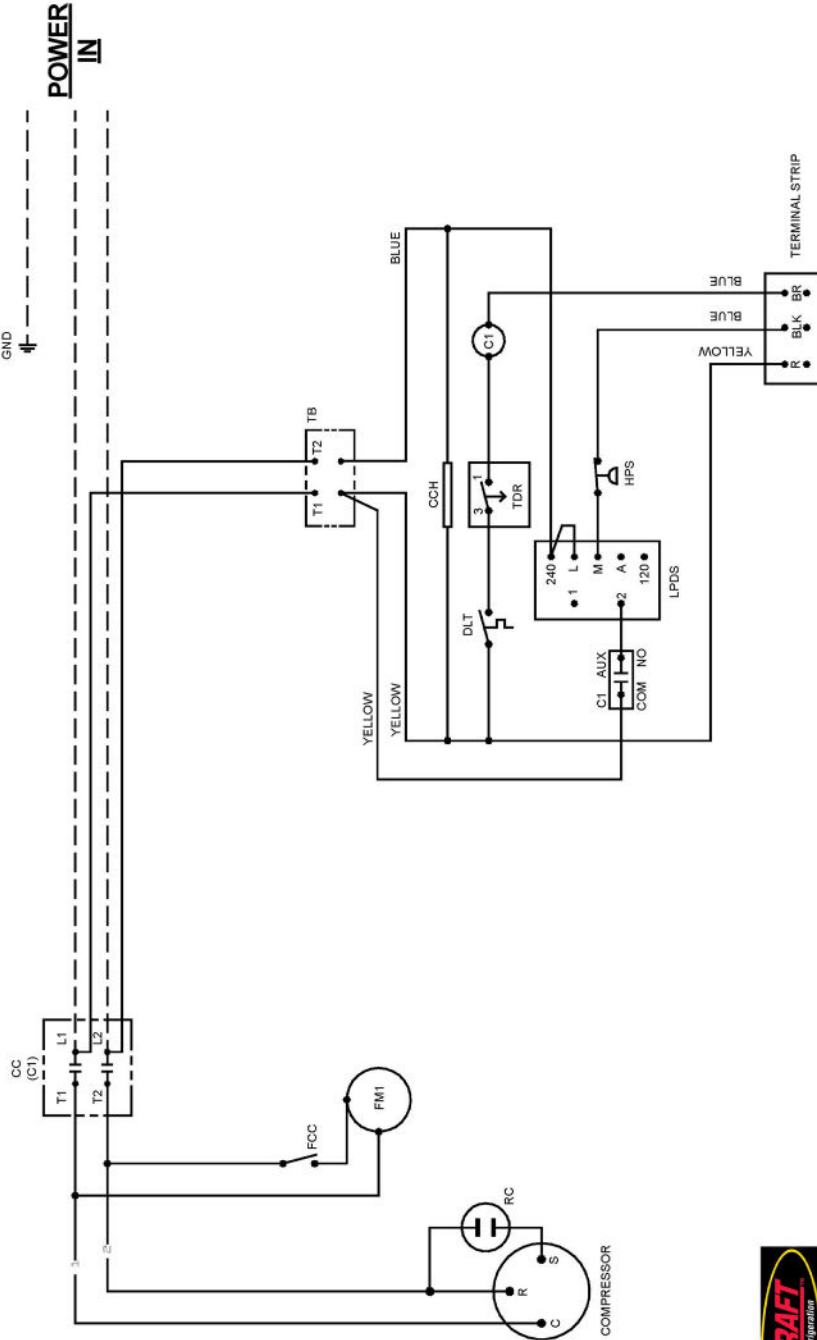 POWER
IN
GND
CC
(C1)
T1
L1
T2
L2
FCC
FM1
1
2
RC
R
S
C
COMPRESSOR
TB
T1
T2
YELLOW
YELLOW
BLUE
CCH
C1
DLT
3
1
TDR
240
1
L
M
2
A
120
LPDS
HPS
C1
AUX
COM
NO
BLUE
BLUE
YELLOW
R
BLK
BR
TERMINAL STRIP